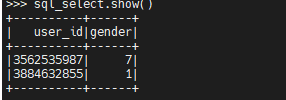 >>> sql_select.show()
+----------+------+
|   user_id|gender|
+----------+------+
|3562535987|     7|
|3884632855|     1|
+----------+------+